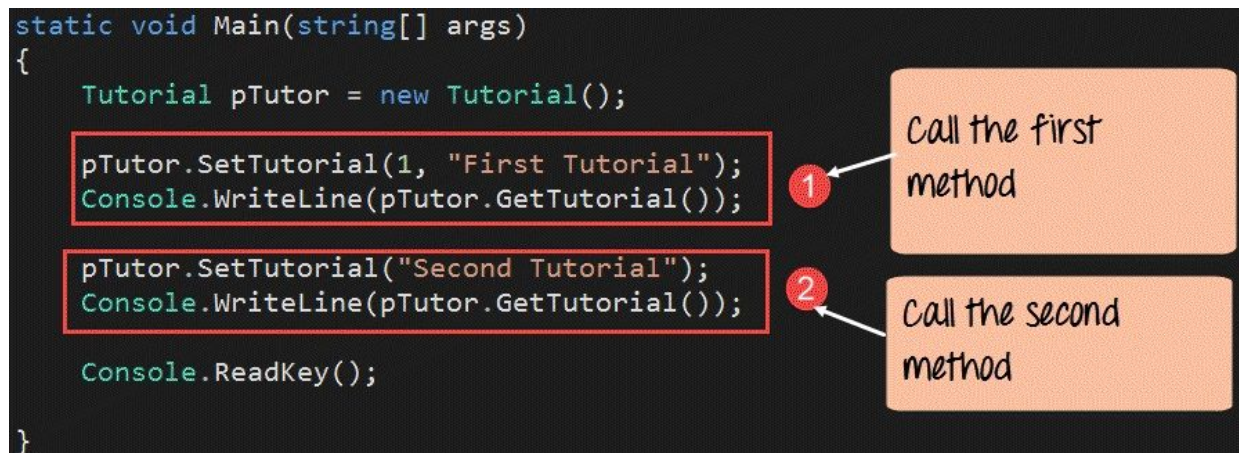 static void Main(string[] args)
{
Tutorial pTutor = new Tutorial();
pTutor.SetTutorial(1, "First Tutorial");
Console.WriteLine(pTutor.GetTutorial());
1
Call the first
method
pTutor.SetTutorial("Second Tutorial");
Console.WriteLine(pTutor.GetTutorial());
2
Call the second
method
Console.ReadKey();
}